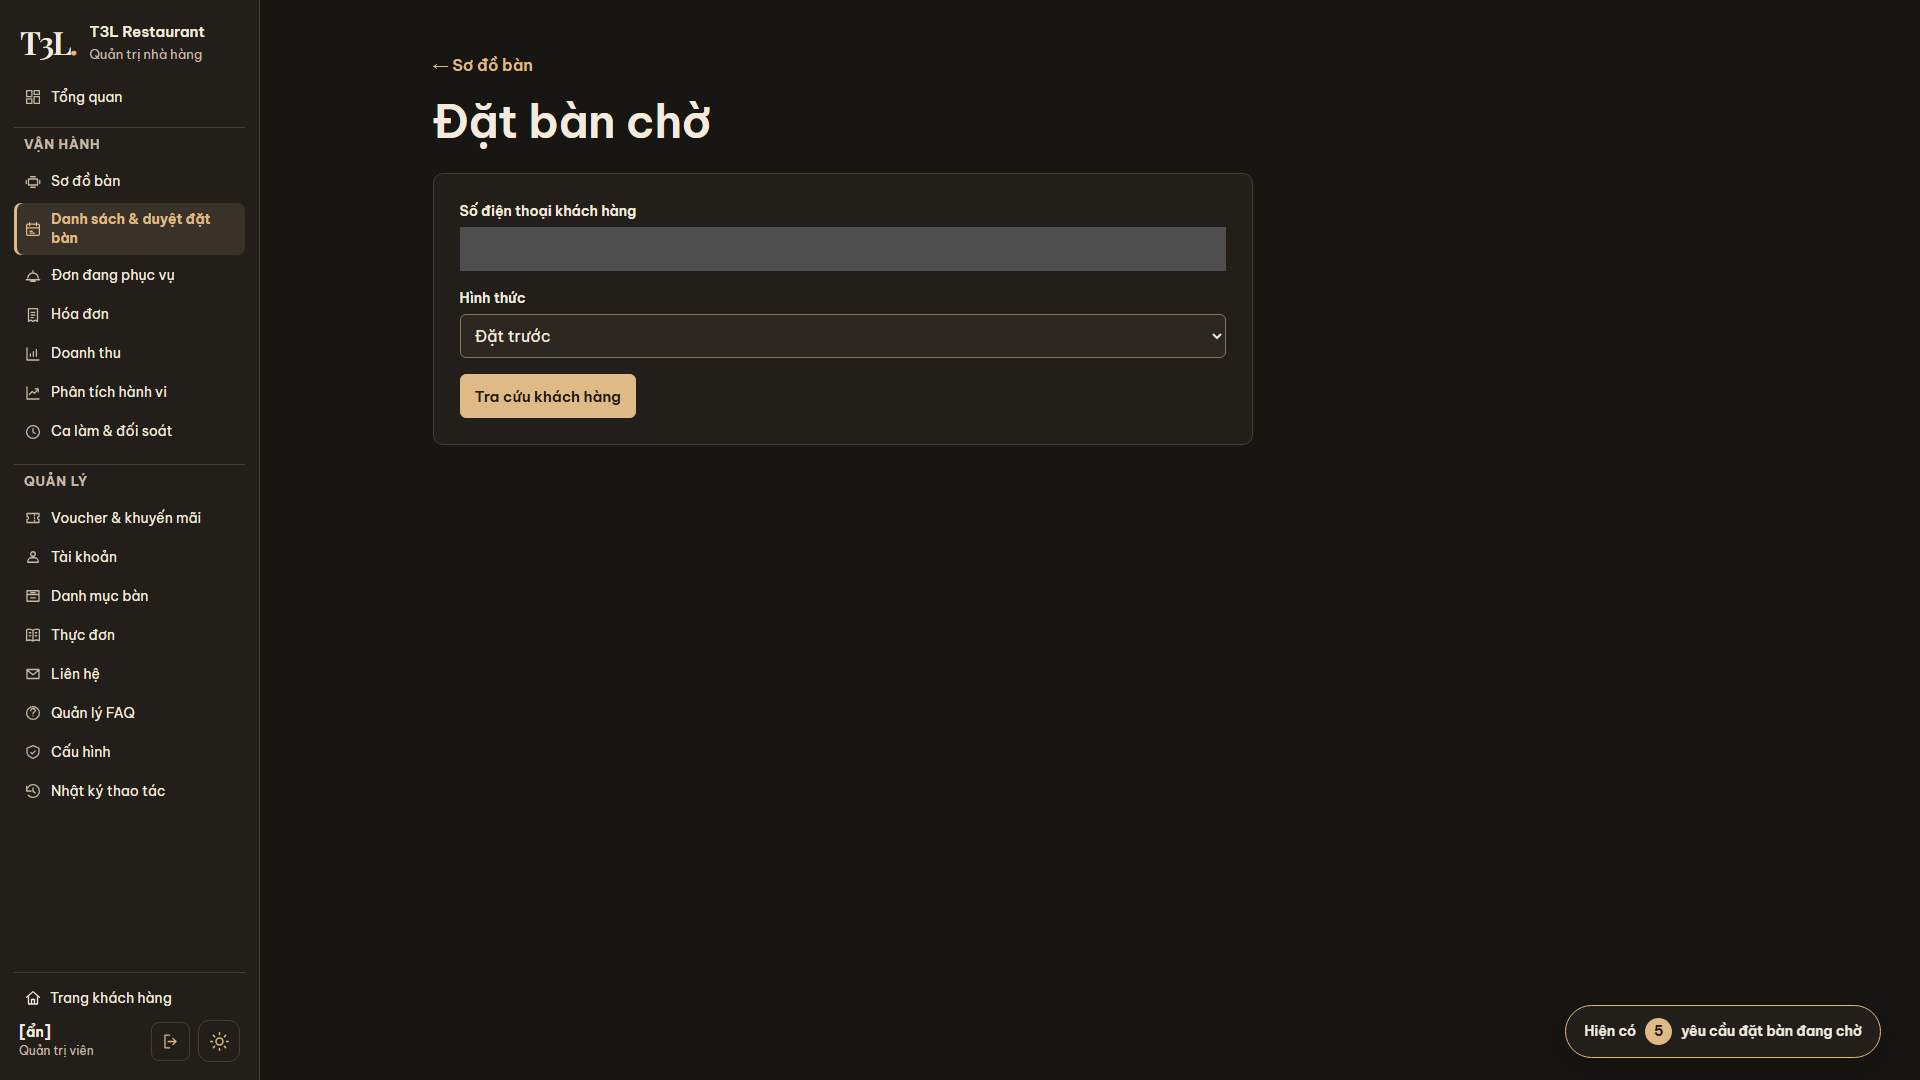 T3L.
T3L Restaurant
Quản trị nhà hàng
Tổng quan
VẬN HÀNH
Sơ đồ bàn
Danh sách & duyệt đặt
bàn
Đơn đang phục vụ
Hóa đơn
Doanh thu
Phân tích hành vi
Ca làm & đối soát
QUẢN LÝ
Voucher & khuyến mãi
Tài khoản
Danh mục bàn
Thực đơn
Liên hệ
Quản lý FAQ
Cấu hình
Nhật ký thao tác
Trang khách hàng
[ẩn]
Quản trị viên
← Sơ đồ bàn
Đặt bàn chờ
Số điện thoại khách hàng
Hình thức
Đặt trước
Tra cứu khách hàng
Hiện có 5 yêu cầu đặt bàn đang chờ